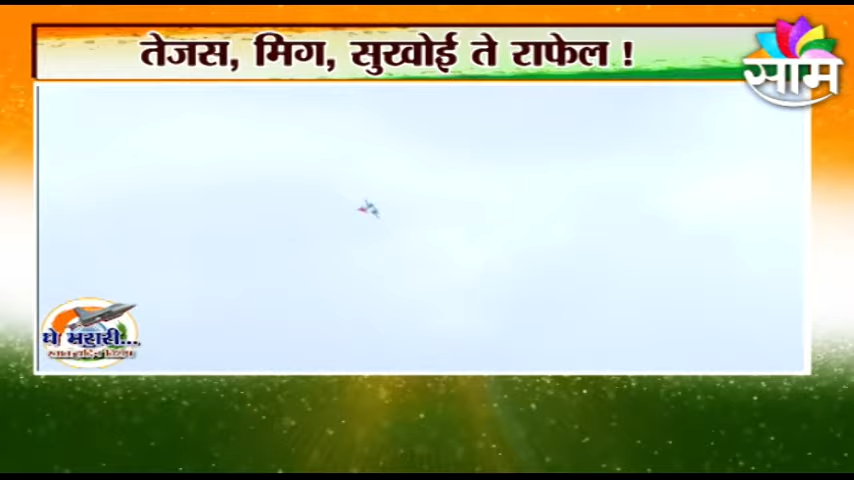 तेजस, मिग, सुखोई ते राफेल !
साम
घे भरारी...